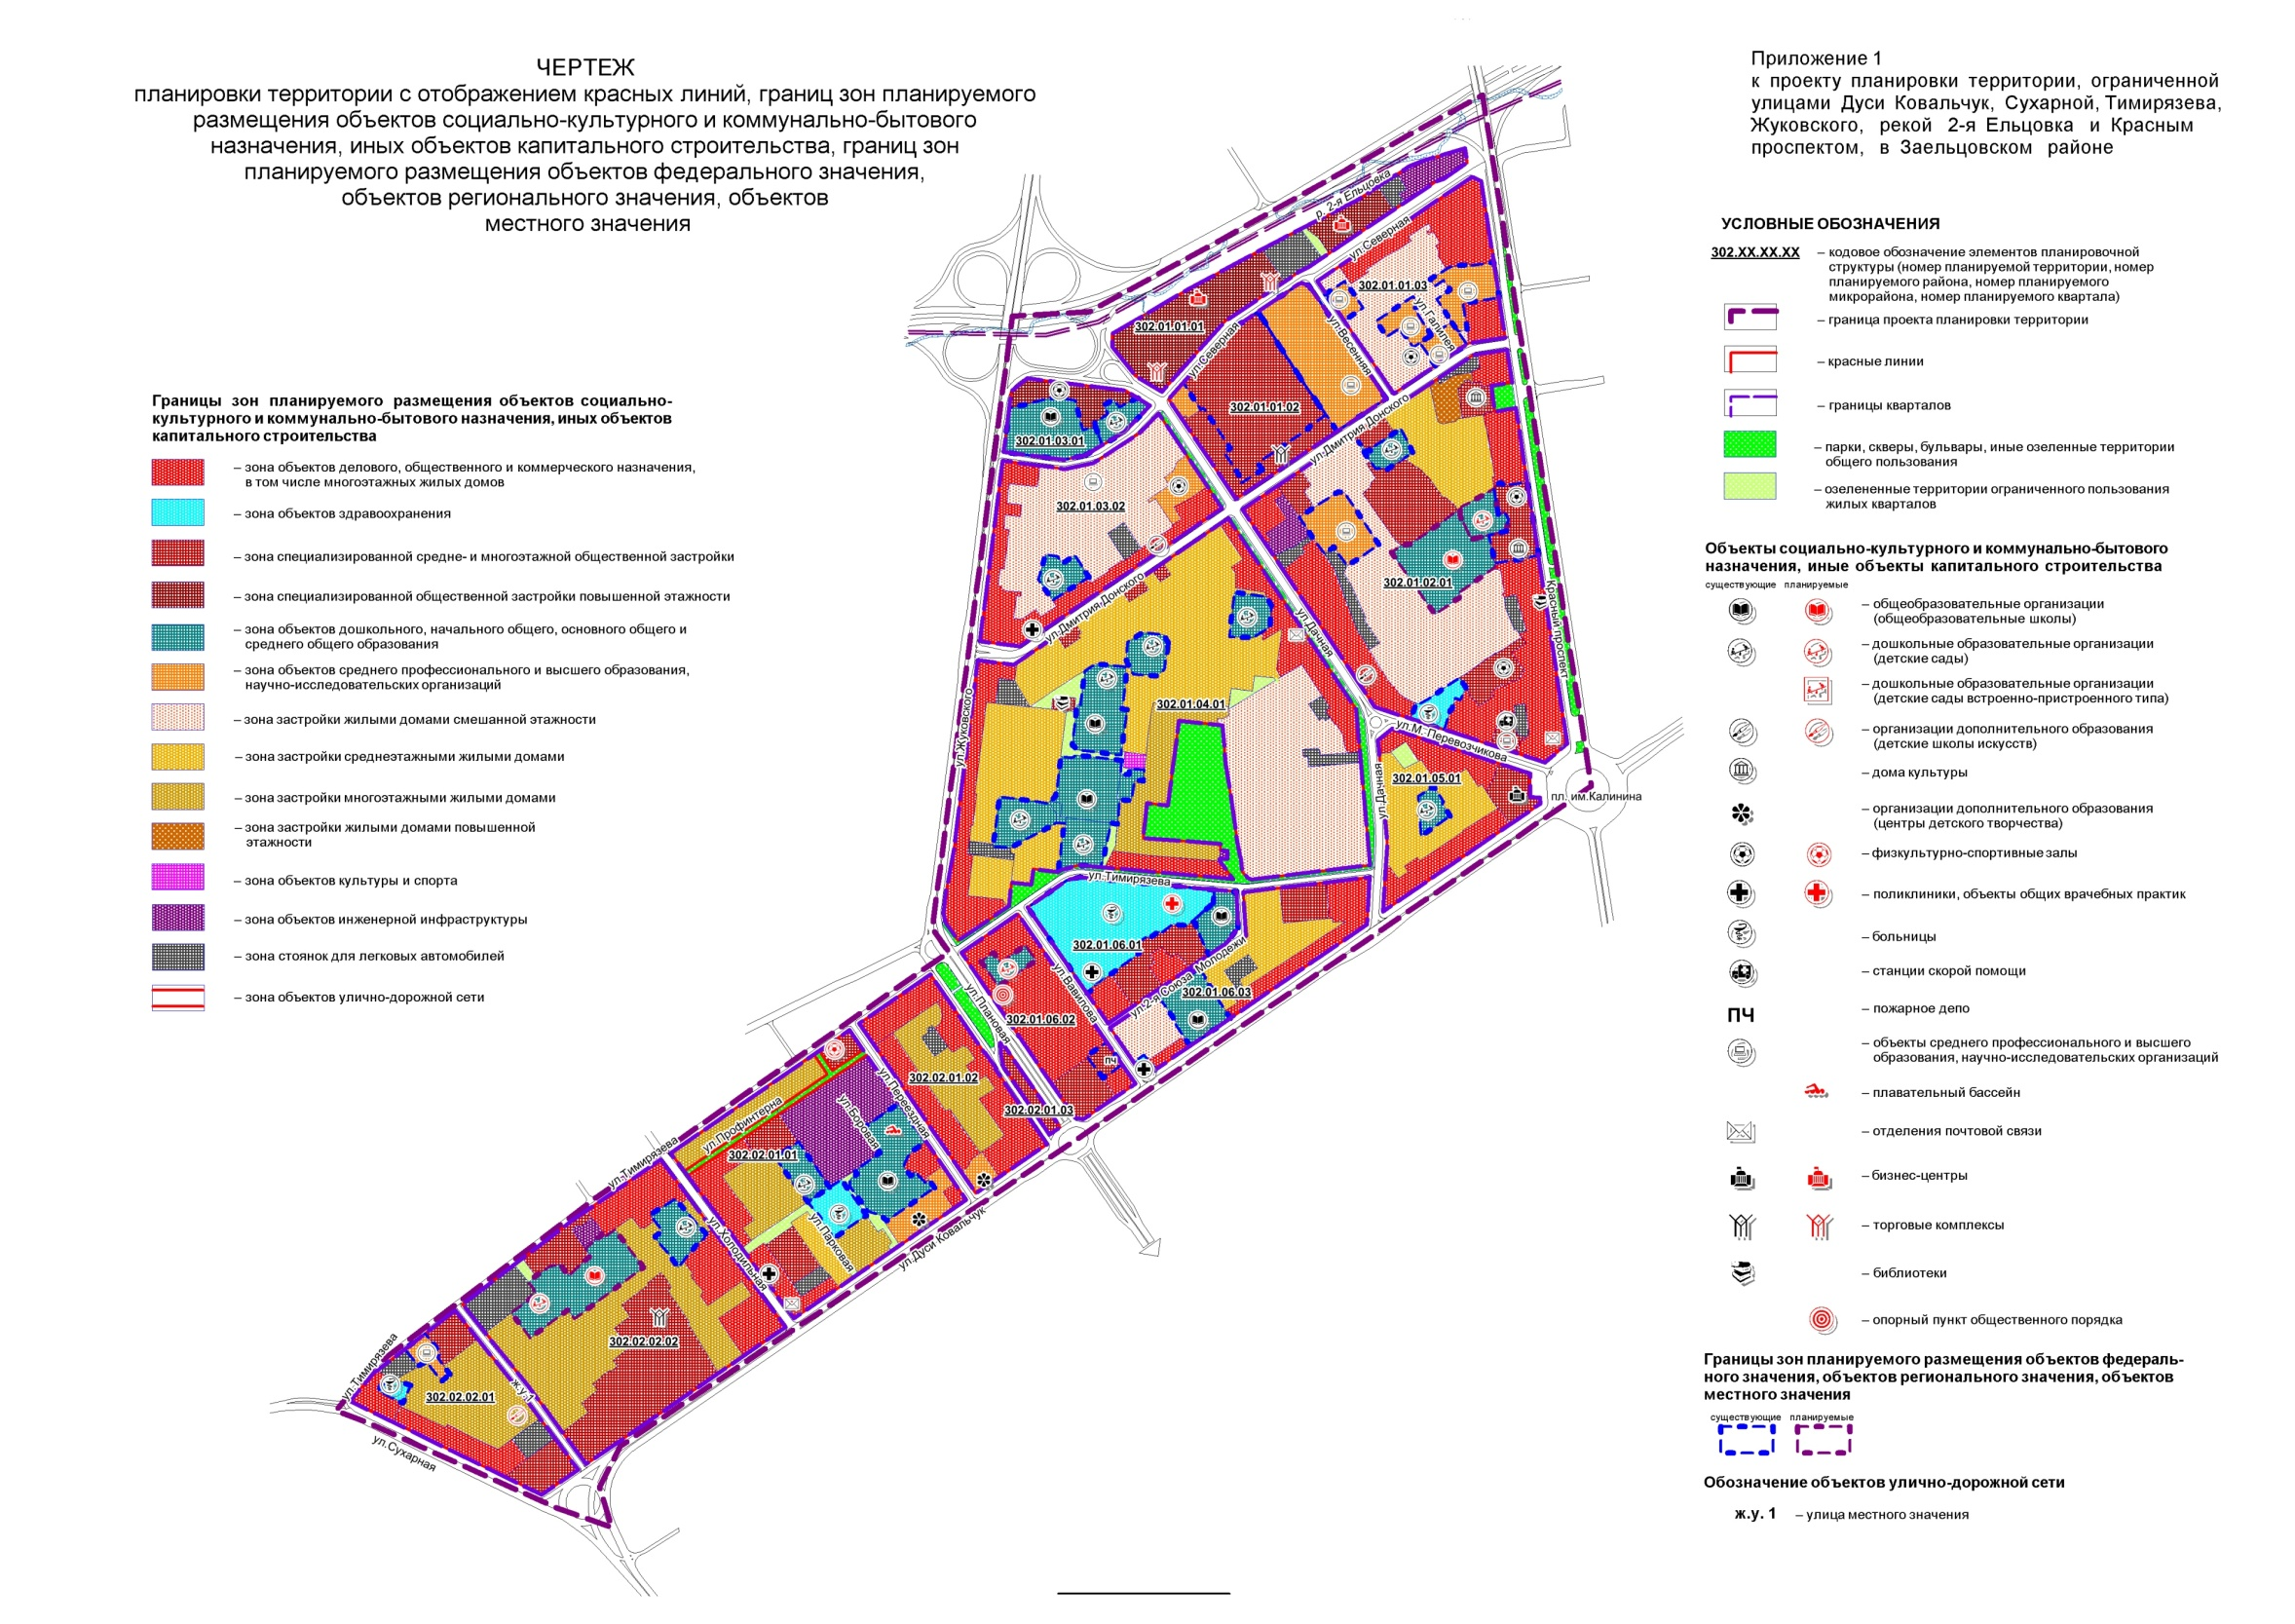 ЧЕРТЕЖ
планировки территории с отображением красных линий, границ зон планируемого
размещения объектов социально-культурного и коммунально-бытового
назначения, иных объектов капитального строительства, границ зон
планируемого размещения объектов федерального значения,
объектов регионального значения, объектов
местного значения
Приложение 1
к проекту планировки территории, ограниченной
улицами Дуси Ковальчук, Сухарной, Тимирязева,
Жуковского, рекой 2-я Ельцовка и Красным
проспектом, в Заельцовском районе
Границы зон планируемого размещения объектов социально-
культурного и коммунально-бытового назначения, иных объектов
капитального строительства
– зона объектов делового, общественного и коммерческого назначения,
в том числе многоэтажных жилых домов
– зона объектов здравоохранения
– зона специализированной средне- и многоэтажной общественной застройки
– зона специализированной общественной застройки повышенной этажности
– зона объектов дошкольного, начального общего, основного общего и
среднего общего образования
– зона объектов среднего профессионального и высшего образования,
научно-исследовательских организаций
– зона застройки жилыми домами смешанной этажности
– зона застройки среднеэтажными жилыми домами
– зона застройки многоэтажными жилыми домами
– зона застройки жилыми домами повышенной
этажности
– зона объектов культуры и спорта
– зона объектов инженерной инфраструктуры
– зона стоянок для легковых автомобилей
– зона объектов улично-дорожной сети
р. 2-я Ельцовка
ул.Северная
302.01.01.03
302.01.01.01
ул.Северная
ул.Весенняя
ул.Галилея
302.01.01.02
ул.Дмитрия Донского
302.01.03.01
302.01.03.02
302.01.02.01
ул.Дмитрия Донского
ул.Дачная
Красный проспект
ул.Жуковского
302.01.04.01
ул.М. Перевозчикова
ул.Дачная
302.01.05.01
пл. им.Калинина
ул.Тимирязева
302.01.06.01
ул.Вавилова
ул.2-я Союза Молодежи
302.01.06.03
ул.Плановая
302.01.06.02
ПЧ
302.02.01.02
302.02.01.03
ул.Переездная
ул.Боровая
ул.Профинтерна
302.02.01.01
ул.Тимирязева
ул.Парковая
ул.Холодильная
ул.Дуси Ковальчук
302.02.02.02
ул.Тимирязева
302.02.02.01
ж.у.1
ул.Сухарная
УСЛОВНЫЕ ОБОЗНАЧЕНИЯ
302.ХХ.ХХ.ХХ – кодовое обозначение элементов планировочной
структуры (номер планируемой территории, номер
планируемого района, номер планируемого
микрорайона, номер планируемого квартала)
– граница проекта планировки территории
– красные линии
– границы кварталов
– парки, скверы, бульвары, иные озеленные территории
общего пользования
– озелененные территории ограниченного пользования
жилых кварталов
Объекты социально-культурного и коммунально-бытового
назначения, иные объекты капитального строительства
существующие планируемые
– общеобразовательные организации
(общеобразовательные школы)
– дошкольные образовательные организации
(детские сады)
– дошкольные образовательные организации
(детские сады встроенно-пристроенного типа)
– организации дополнительного образования
(детские школы искусств)
– дома культуры
– организации дополнительного образования
(центры детского творчества)
– физкультурно-спортивные залы
– поликлиники, объекты общих врачебных практик
– больницы
– станции скорой помощи
ПЧ – пожарное депо
– объекты среднего профессионального и высшего
образования, научно-исследовательских организаций
– плавательный бассейн
– отделения почтовой связи
– бизнес-центры
– торговые комплексы
– библиотеки
– опорный пункт общественного порядка
Границы зон планируемого размещения объектов федераль-
ного значения, объектов регионального значения, объектов
местного значения
существующие планируемые
Обозначение объектов улично-дорожной сети
ж.у. 1 – улица местного значения